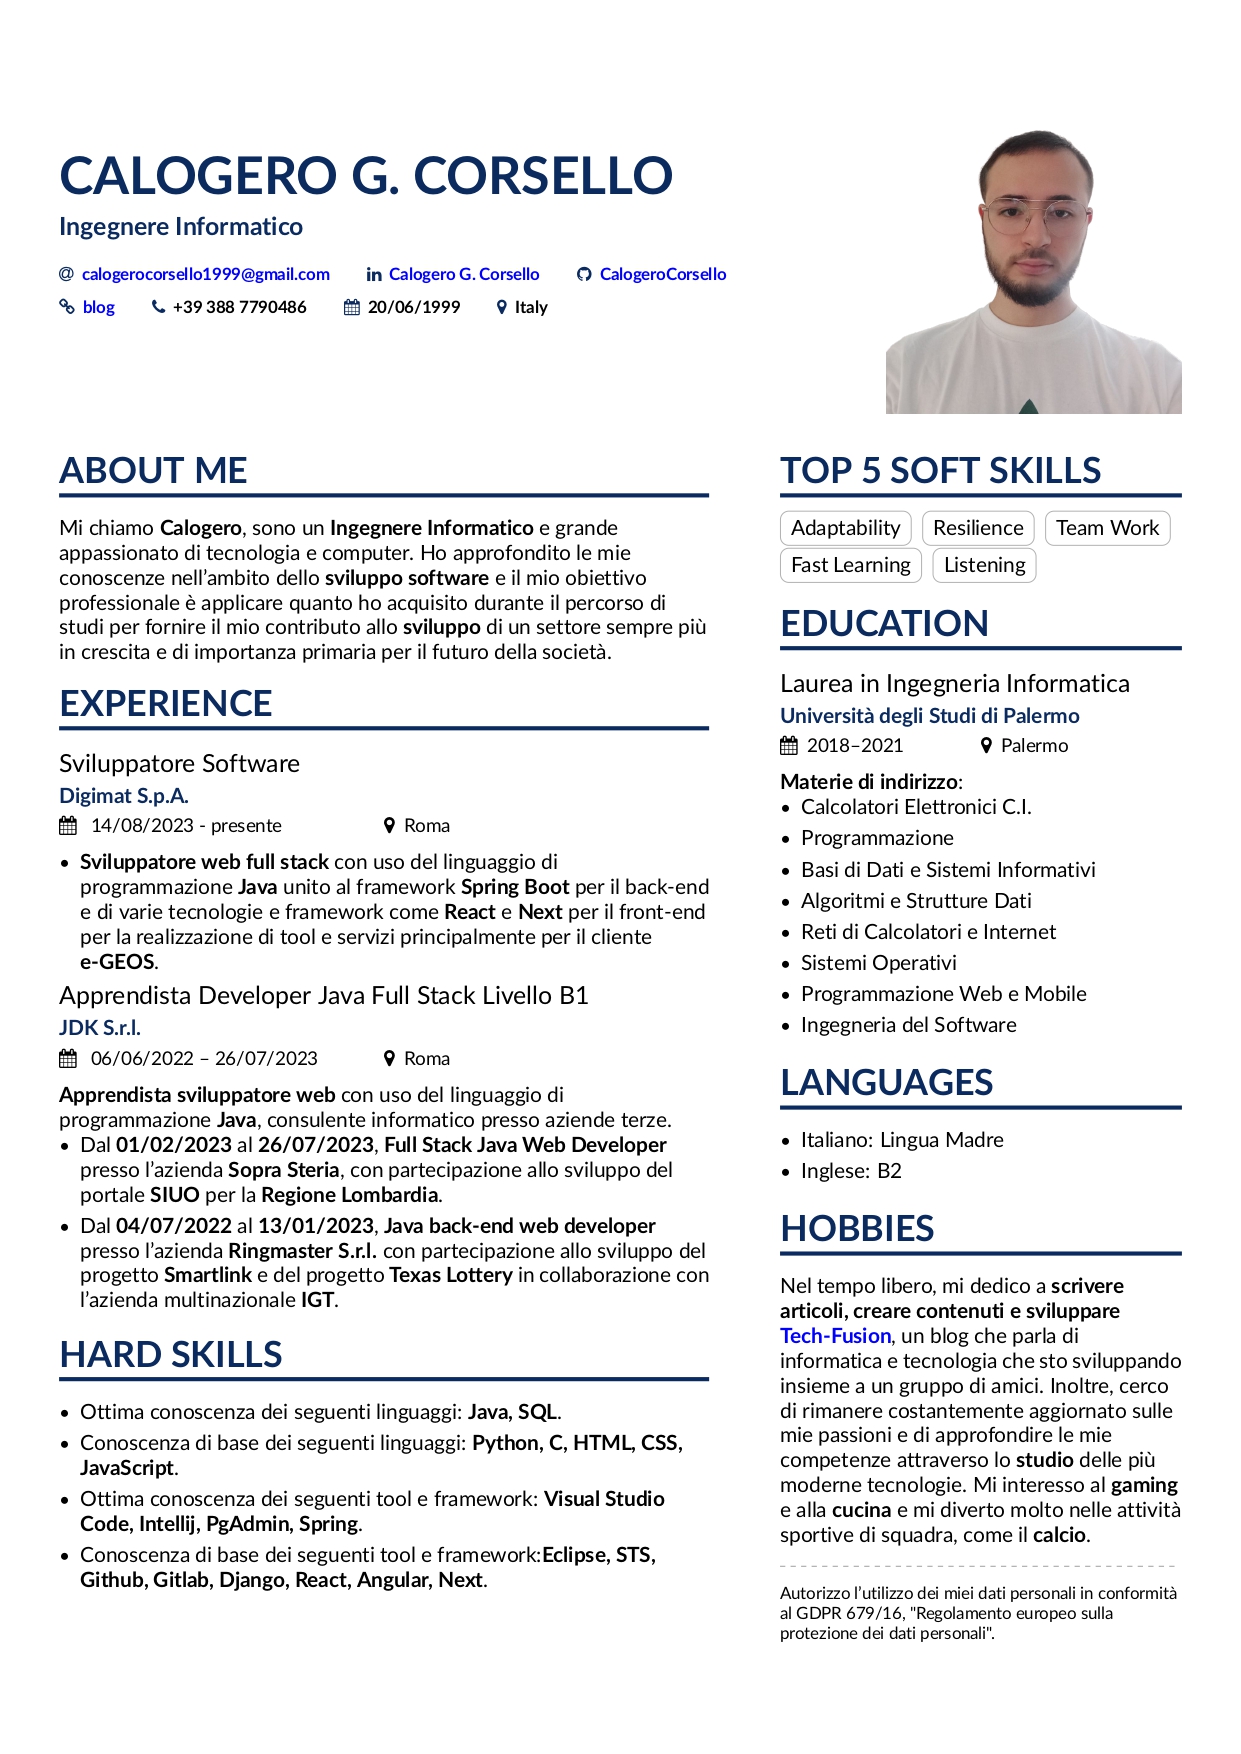 CALOGERO G. CORSELLO
Ingegnere Informatico
calogerocorsello1999@gmail.com Calogero G. Corsello CalogeroCorsello
blog +39 388 7790486 20/06/1999 Italy
ABOUT ME
Mi chiamo Calogero, sono un Ingegnere Informatico e grande
appassionato di tecnologia e computer. Ho approfondito le mie
conoscenze nell’ambito dello sviluppo software e il mio obiettivo
professionale è applicare quanto ho acquisito durante il percorso di
studi per fornire il mio contributo allo sviluppo di un settore sempre più
in crescita e di importanza primaria per il futuro della società.
EXPERIENCE
Sviluppatore Software
Digimat S.p.A.
14/08/2023 - presente Roma
• Sviluppatore web full stack con uso del linguaggio di
programmazione Java unito al framework Spring Boot per il back-end
e di varie tecnologie e framework come React e Next per il front-end
per la realizzazione di tool e servizi principalmente per il cliente
e-GEOS.
Apprendista Developer Java Full Stack Livello B1
JDK S.r.l.
06/06/2022 – 26/07/2023 Roma
Apprendista sviluppatore web con uso del linguaggio di
programmazione Java, consulente informatico presso aziende terze.
• Dal 01/02/2023 al 26/07/2023, Full Stack Java Web Developer
presso l’azienda Sopra Steria, con partecipazione allo sviluppo del
portale SIUO per la Regione Lombardia.
• Dal 04/07/2022 al 13/01/2023, Java back-end web developer
presso l’azienda Ringmaster S.r.l. con partecipazione allo sviluppo del
progetto Smartlink e del progetto Texas Lottery in collaborazione con
l’azienda multinazionale IGT.
HARD SKILLS
• Ottima conoscenza dei seguenti linguaggi: Java, SQL.
• Conoscenza di base dei seguenti linguaggi: Python, C, HTML, CSS,
JavaScript.
• Ottima conoscenza dei seguenti tool e framework: Visual Studio
Code, Intellij, PgAdmin, Spring.
• Conoscenza di base dei seguenti tool e framework:Eclipse, STS,
Github, Gitlab, Django, React, Angular, Next.
TOP 5 SOFT SKILLS
Adaptability Resilience Team Work
Fast Learning Listening
EDUCATION
Laurea in Ingegneria Informatica
Università degli Studi di Palermo
2018–2021 Palermo
Materie di indirizzo:
• Calcolatori Elettronici C.I.
• Programmazione
• Basi di Dati e Sistemi Informativi
• Algoritmi e Strutture Dati
• Reti di Calcolatori e Internet
• Sistemi Operativi
• Programmazione Web e Mobile
• Ingegneria del Software
LANGUAGES
• Italiano: Lingua Madre
• Inglese: B2
HOBBIES
Nel tempo libero, mi dedico a scrivere
articoli, creare contenuti e sviluppare
Tech-Fusion, un blog che parla di
informatica e tecnologia che sto sviluppando
insieme a un gruppo di amici. Inoltre, cerco
di rimanere costantemente aggiornato sulle
mie passioni e di approfondire le mie
competenze attraverso lo studio delle più
moderne tecnologie. Mi interesso al gaming
e alla cucina e mi diverto molto nelle attività
sportive di squadra, come il calcio.
Autorizzo l’utilizzo dei miei dati personali in conformità
al GDPR 679/16, "Regolamento europeo sulla
protezione dei dati personali".